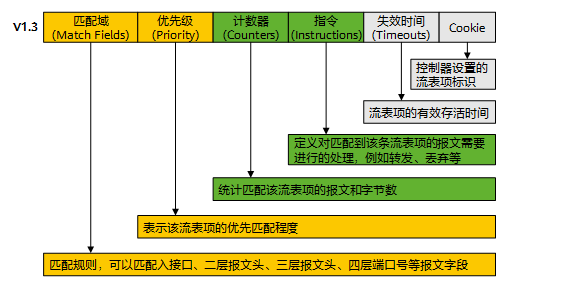 V1.3
匹配域
(Match Fields)
优先级
(Priority)
计数器
(Counters)
指令
(Instructions)
失效时间
(Timeouts)
Cookie
控制器设置的
流表项标识
流表项的有效存活时间
定义对匹配到该条流表项的报文需要
进行的处理，例如转发、丢弃等
统计匹配该流表项的报文和字节数
表示该流表项的优先匹配程度
匹配规则，可以匹配入接口、二层报文头、三层报文头、四层端口号等报文字段